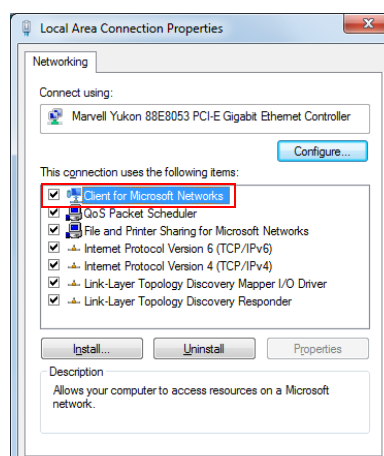 Local Area Connection Properties
Networking
Connect using:
Marvell Yukon 88E8053 PCI-E Gigabit Ethernet Controller
Configure...
This connection uses the following items:
Client for Microsoft Networks
QoS Packet Scheduler
File and Printer Sharing for Microsoft Networks
Internet Protocol Version 6 (TCP/IPv6)
Internet Protocol Version 4 (TCP/IPv4)
Link-Layer Topology Discovery Mapper I/O Driver
Link-Layer Topology Discovery Responder
Install... Uninstall Properties
Description
Allows your computer to access resources on a Microsoft
network.